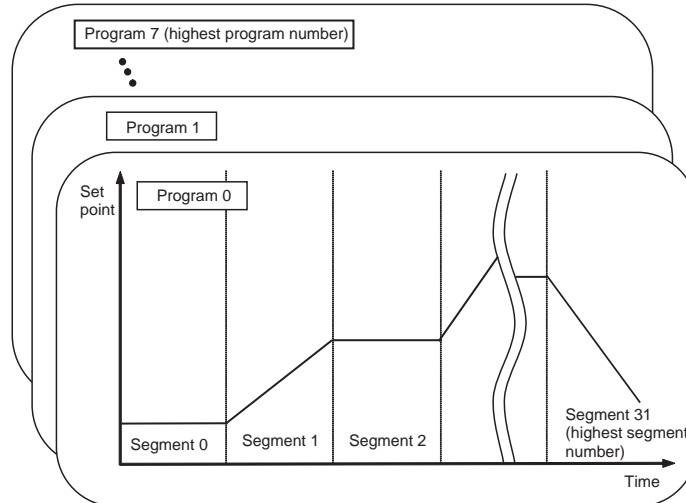 Program 7 (highest program number)
Program 1
Set
point
Program 0
Segment 0
Segment 1
Segment 2
Segment 31
(highest segment
number)
Time